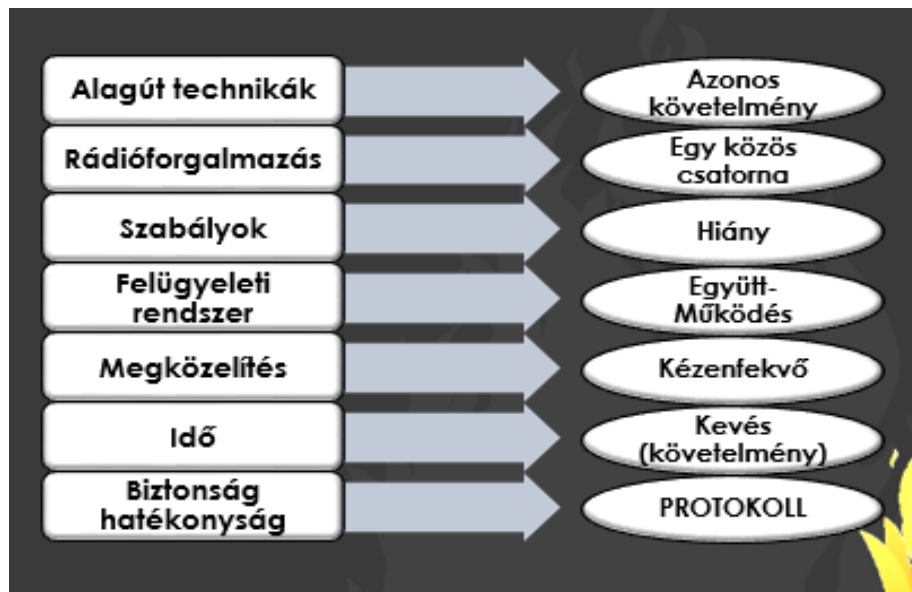 Alagút technikák
Azonos
követelmény
Rádióforgalmazás
Egy közös
csatorna
Szabályok
Hiány
Felügyeleti
rendszer
Együtt-
Működés
Megközelítés
Kézenfekvő
Idő
Kevés
(követelmény)
Biztonság
hatékonyság
PROTOKOLL